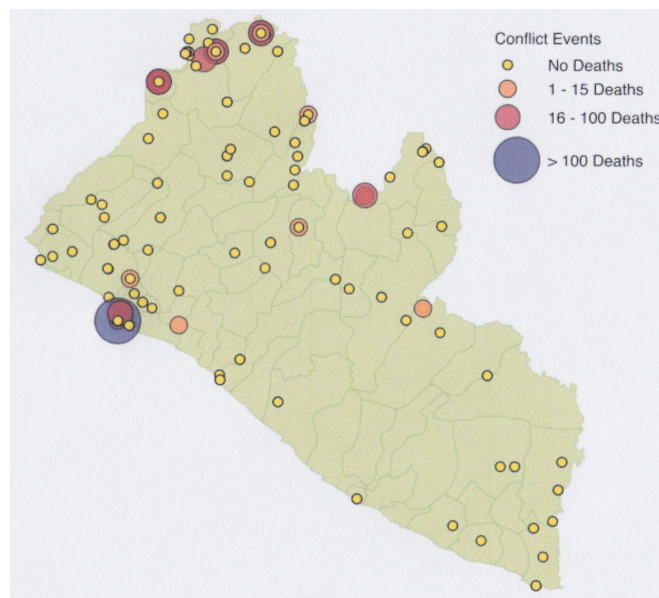 Conflict Events
No Deaths
1 - 15 Deaths
16 - 100 Deaths
> 100 Deaths